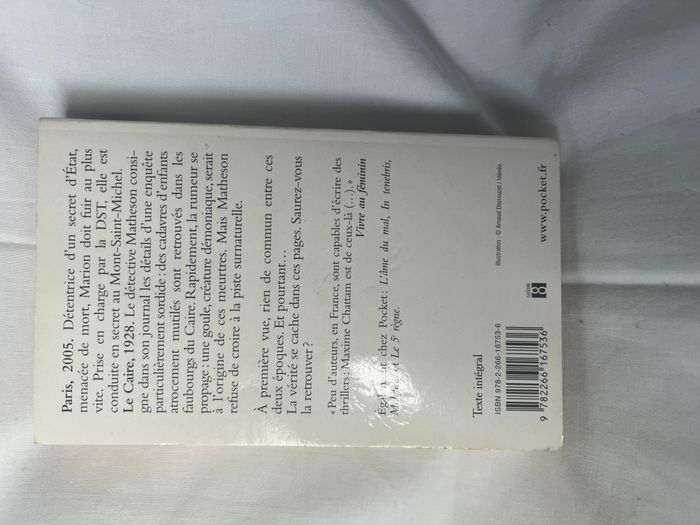 Paris, 2005. Détentrice d'un secret d'État,
menacée de mort, Marion doit fuir au plus
vite. Prise en charge par la DST, elle est
conduite en secret au Mont-Saint-Michel.
Le Caire, 1928. Le détective Matheson consi-
gne dans son journal les détails d'une enquête
particulièrement sordide : des cadavres d'enfants
atrocement mutilés sont retrouvés dans les
faubourgs du Caire. Rapidement, la rumeur se
propage : une goule, créature démoniaque, serait
à l'origine de ces meurtres. Mais Matheson
refuse de croire à la piste surnaturelle.
À première vue, rien de commun entre ces
deux époques. Et pourtant…
La vérité se cache dans ces pages. Saurez-vous
la retrouver ?
« Peu d'auteurs, en France, sont capables d'écrire des
thrillers : Maxime Chattam est de ceux-là (...). »
Vivre au féminin
chez Pocket : L'âme du mal, In tenebris,
et Le 5e règne.
Texte intégral
ISBN 978-2-266-16753-6
9 782266 167536
Illustration : © Arnaud
www.pocket.fr